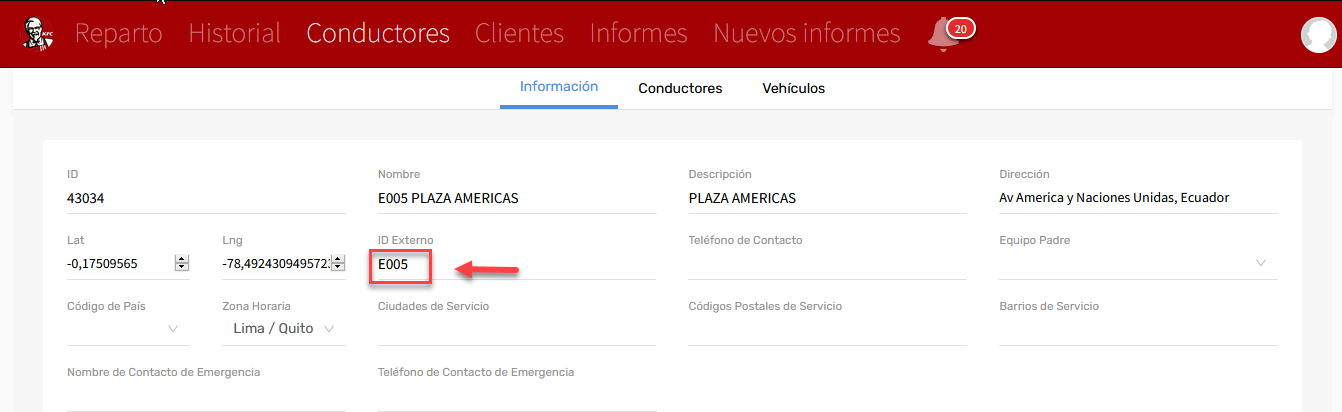 KFC Reparto Historial Conductores Clientes Informes Nuevos informes 20
Información Conductores Vehículos
ID Nombre Descripción Dirección
43034 E005 PLAZA AMERICAS PLAZA AMERICAS Av America y Naciones Unidas, Ecuador
Lat Lng ID Externo Teléfono de Contacto Equipo Padre
-0,17509565 -78,492430949572 E005
Código de País Zona Horaria Ciudades de Servicio Códigos Postales de Servicio Barrios de Servicio
Lima / Quito
Nombre de Contacto de Emergencia Teléfono de Contacto de Emergencia